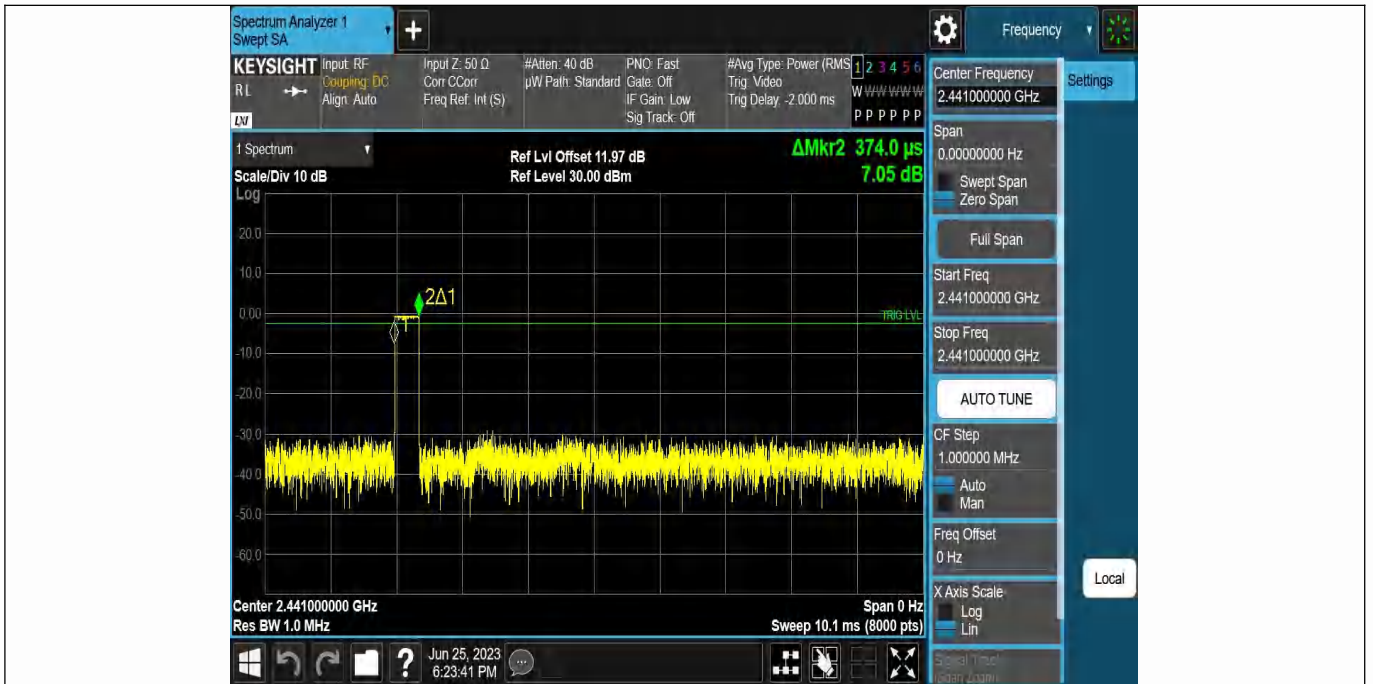 Spectrum Analyzer 1
Swept SA
Frequency
KEYSIGHT
R L
LXI
Input: RF
Coupling: DC
Align: Auto
Input Z: 50 Ω
Corr CCorr
Freq Ref: Int (S)
#Atten: 40 dB
µW Path: Standard
PNO: Fast
Gate: Off
IF Gain: Low
Sig Track: Off
#Avg Type: Power (RMS
Trig: Video
Trig Delay: -2.000 ms
1 2 3 4 5 6
W W W W W W
P P P P P P
1 Spectrum
Scale/Div 10 dB
Log
Ref Lvl Offset 11.97 dB
Ref Level 30.00 dBm
ΔMkr2 374.0 µs
7.05 dB
20.0
10.0
0.00
-10.0
-20.0
-30.0
-40.0
-50.0
-60.0
2Δ1
TRIG LVL
Center 2.441000000 GHz
Res BW 1.0 MHz
Span 0 Hz
Sweep 10.1 ms (8000 pts)
Center Frequency
2.441000000 GHz
Span
0.00000000 Hz
Swept Span
Zero Span
Full Span
Start Freq
2.441000000 GHz
Stop Freq
2.441000000 GHz
AUTO TUNE
CF Step
1.000000 MHz
Auto
Man
Freq Offset
0 Hz
X Axis Scale
Log
Lin
Signal Track
(Span Zoom)
Settings
Local
?
Jun 25, 2023
6:23:41 PM